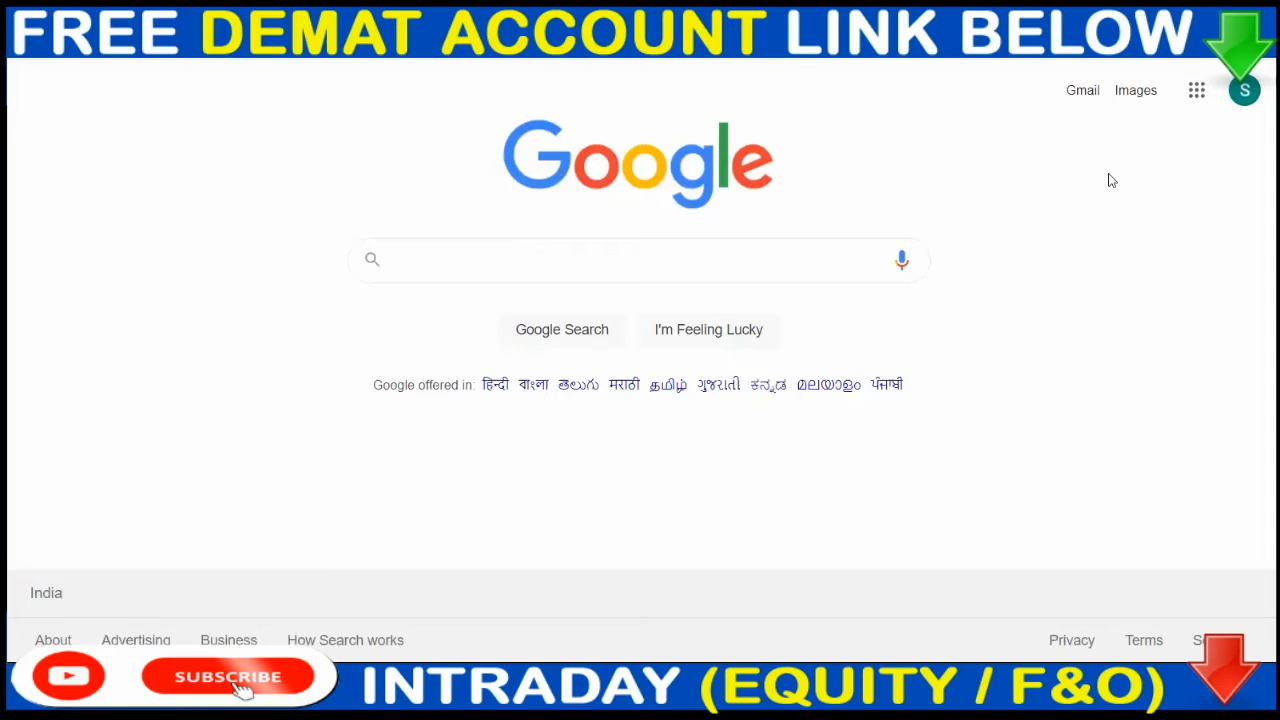 FREE DEMAT ACCOUNT LINK BELOW
Gmail Images
S
Google
Google Search I'm Feeling Lucky
Google offered in: हिन्दी বাংলা తెలుగు मराठी தமிழ் ગુજરાતી ಕನ್ನಡ മലയാളം ਪੰਜਾਬੀ
India
About Advertising Business How Search works Privacy Terms
SUBSCRIBE
INTRADAY (EQUITY / F&O)